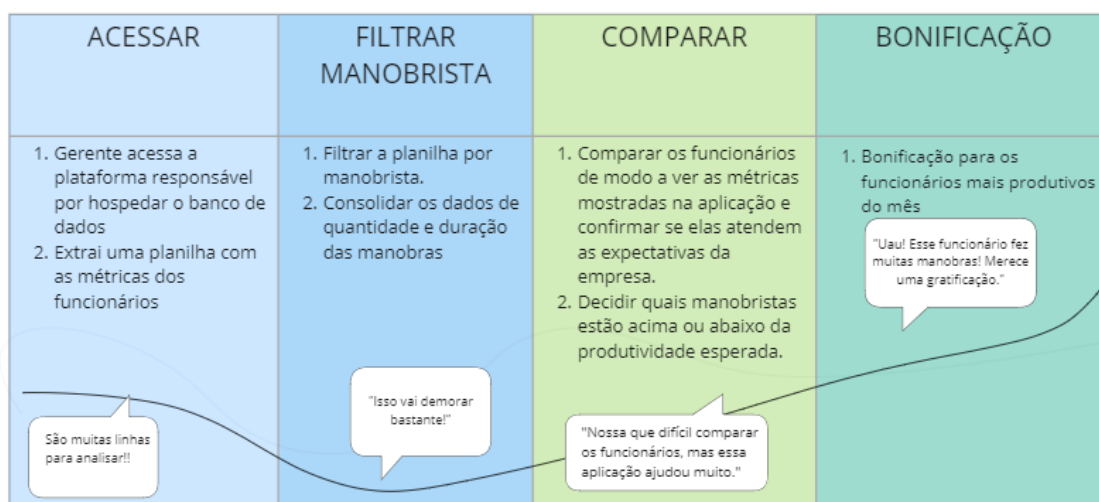 ACESSAR
FILTRAR
MANOBRISTA
COMPARAR
BONIFICAÇÃO
1. Gerente acessa a
plataforma responsável
por hospedar o banco de
dados
2. Extrai uma planilha com
as métricas dos
funcionários
São muitas linhas
para analisar!!
1. Filtrar a planilha por
manobrista.
2. Consolidar os dados de
quantidade e duração
das manobras
"Isso vai demorar
bastante!"
1. Comparar os funcionários
de modo a ver as métricas
mostradas na aplicação e
confirmar se elas atendem
as expectativas da
empresa.
2. Decidir quais manobristas
estão acima ou abaixo da
produtividade esperada.
"Nossa que difícil comparar
os funcionários, mas essa
aplicação ajudou muito."
1. Bonificação para os
funcionários mais produtivos
do mês
"Uau! Esse funcionário fez
muitas manobras! Merece
uma gratificação."